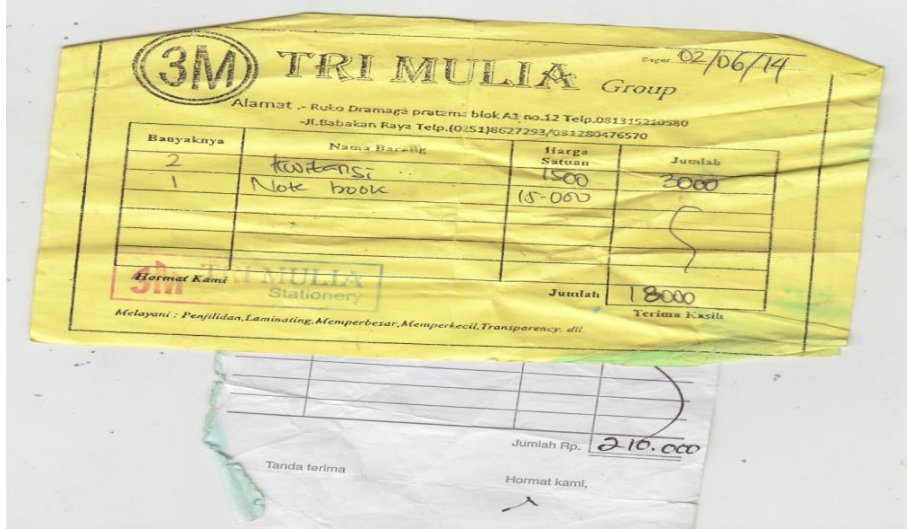 3M TRI MULIA Group
Bogor, 02/06/14
Alamat .- Ruko Dramaga pratama blok A1 no.12 Telp.081315210580
-Jl.Babakan Raya Telp.(0251)8627293/081280476570
Banyaknya Nama Barang Harga Satuan Jumlah
2 Kwitansi 1500 3000
1 Note book 15.000
3M TRI MULIA
Stationery
Hormat Kami
Jumlah 18000
Terima Kasih
Melayani : Penjilidan,Laminating,Memperbesar,Memperkecil,Transparency. dll.
Jumlah Rp. 210.000
Tanda terima
Hormat kami,